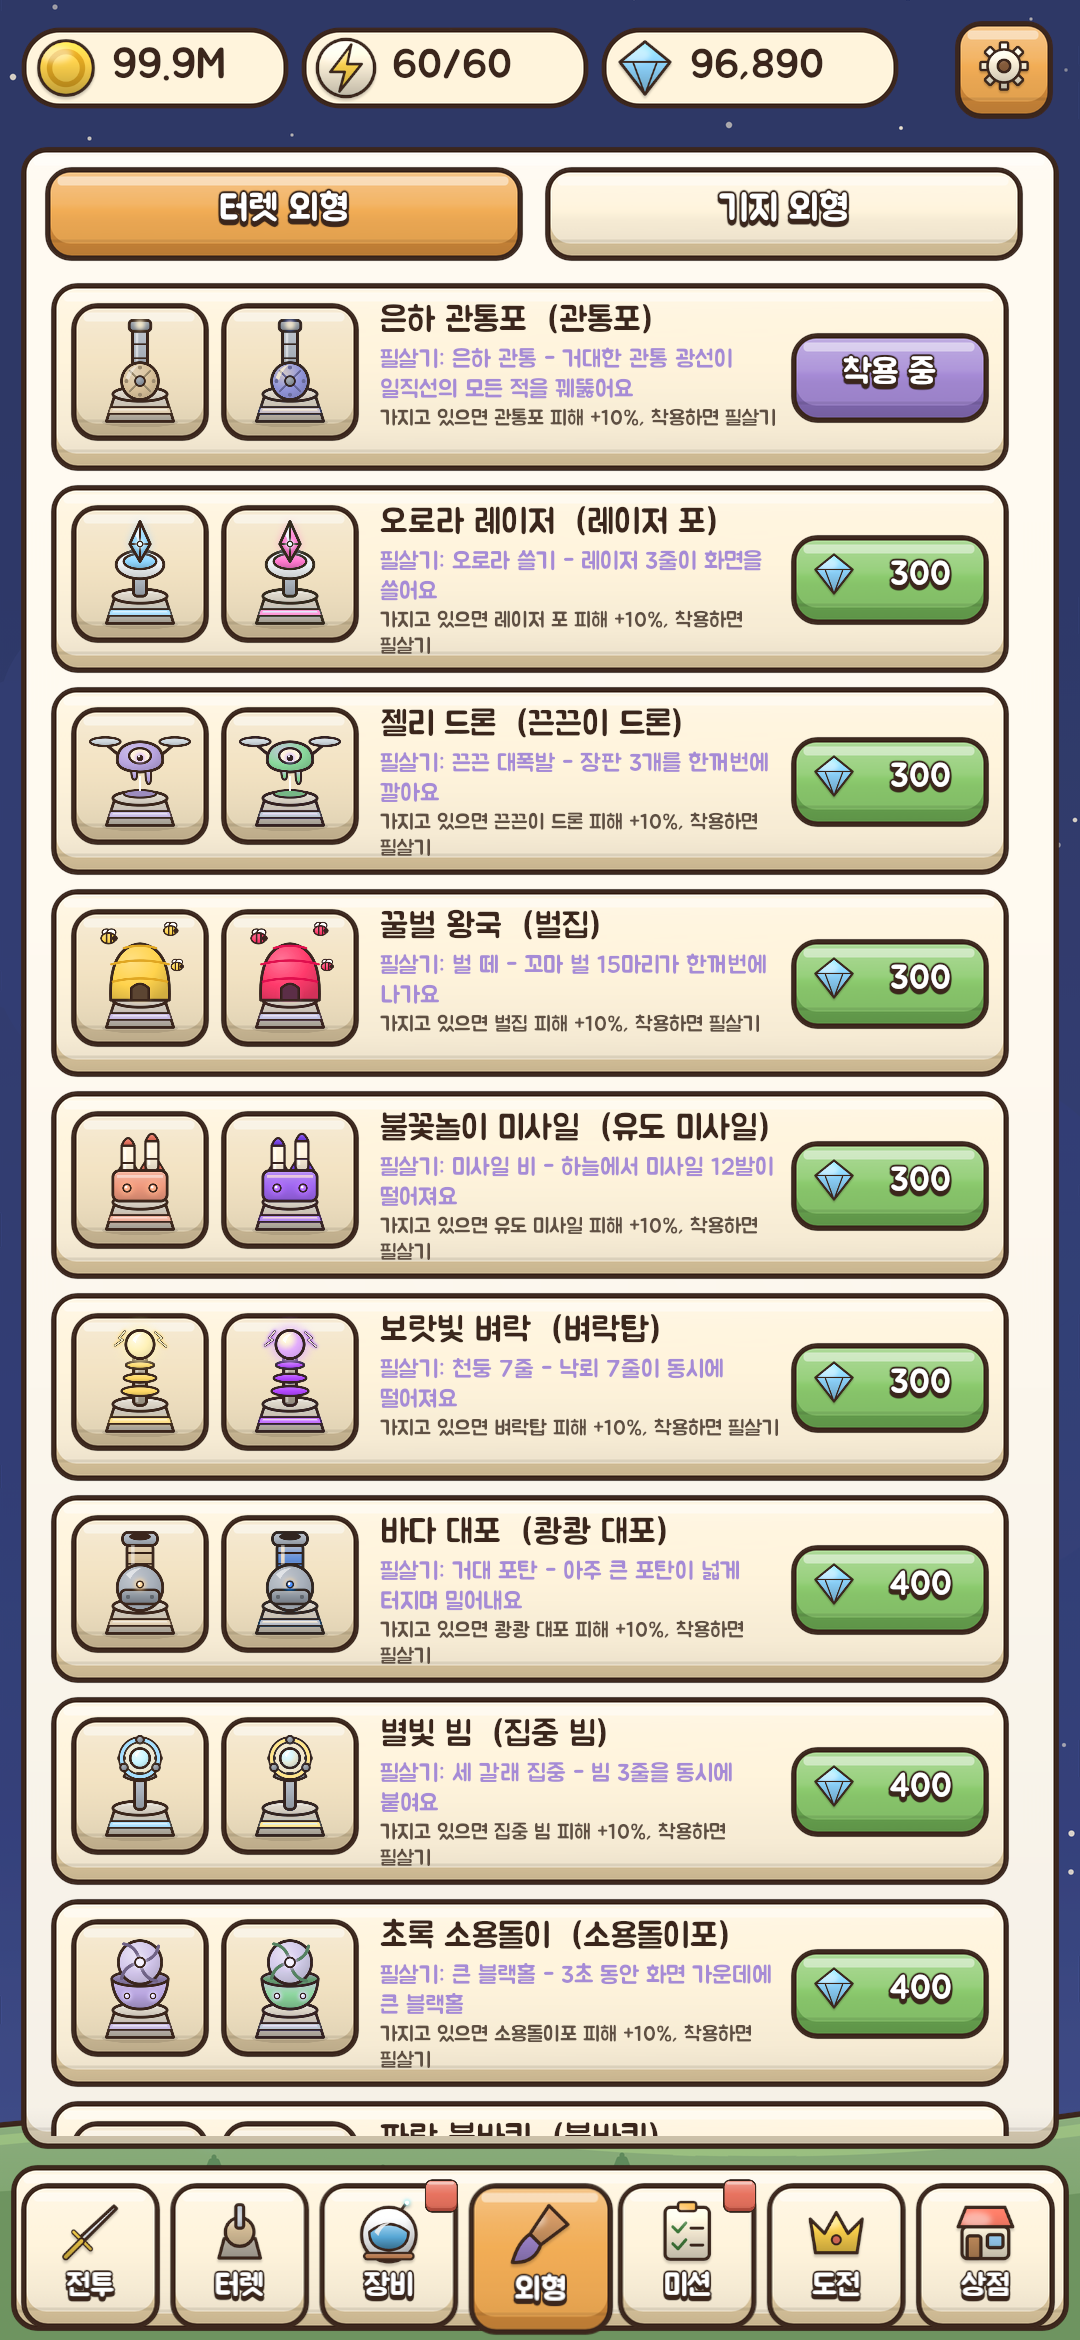 99.9M
60/60
96,890
터렛 외형
기지 외형
은하 관통포 (관통포)
필살기: 은하 관통 - 거대한 관통 광선이
일직선의 모든 적을 꿰뚫어요
가지고 있으면 관통포 피해 +10%, 착용하면 필살기
착용 중
오로라 레이저 (레이저 포)
필살기: 오로라 쓸기 - 레이저 3줄이 화면을
쓸어요
가지고 있으면 레이저 포 피해 +10%, 착용하면
필살기
300
젤리 드론 (끈끈이 드론)
필살기: 끈끈 대폭발 - 장판 3개를 한꺼번에
깔아요
가지고 있으면 끈끈이 드론 피해 +10%, 착용하면
필살기
300
꿀벌 왕국 (벌집)
필살기: 벌 떼 - 꼬마 벌 15마리가 한꺼번에
나가요
가지고 있으면 벌집 피해 +10%, 착용하면 필살기
300
불꽃놀이 미사일 (유도 미사일)
필살기: 미사일 비 - 하늘에서 미사일 12발이
떨어져요
가지고 있으면 유도 미사일 피해 +10%, 착용하면
필살기
300
보랏빛 벼락 (벼락탑)
필살기: 천둥 7줄 - 낙뢰 7줄이 동시에
떨어져요
가지고 있으면 벼락탑 피해 +10%, 착용하면 필살기
300
바다 대포 (쾅쾅 대포)
필살기: 거대 포탄 - 아주 큰 포탄이 넓게
터지며 밀어내요
가지고 있으면 쾅쾅 대포 피해 +10%, 착용하면
필살기
400
별빛 빔 (집중 빔)
필살기: 세 갈래 집중 - 빔 3줄을 동시에
붙여요
가지고 있으면 집중 빔 피해 +10%, 착용하면
필살기
400
초록 소용돌이 (소용돌이포)
필살기: 큰 블랙홀 - 3초 동안 화면 가운데에
큰 블랙홀
가지고 있으면 소용돌이포 피해 +10%, 착용하면
필살기
400
전투
터렛
장비
외형
미션
도전
상점